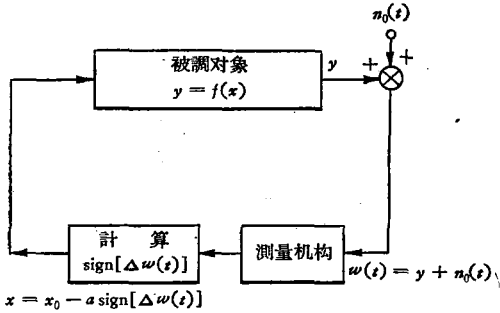 n₀(t)
被調対象
y = f(x)
y
+
+
計 算
sign[Δw(t)]
測量机构
w(t) = y + n₀(t)
x = x₀ − a sign[Δw(t)]